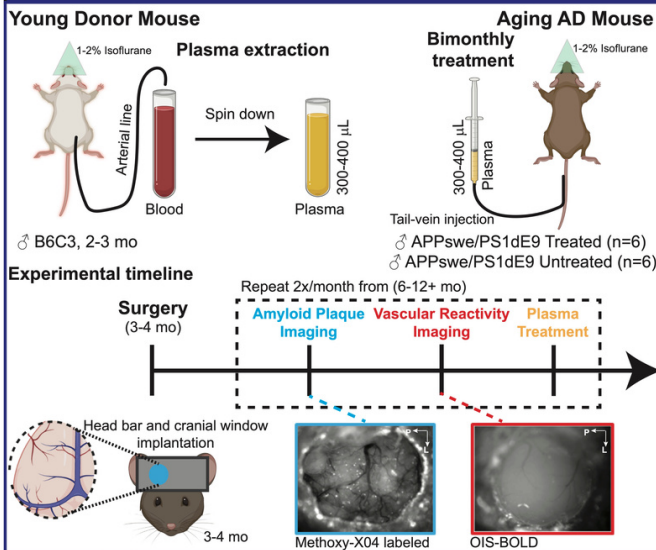 Young Donor Mouse
1-2% Isoflurane
Plasma extraction
Arterial line
Spin down
300-400 µL
Blood
Plasma
♂ B6C3, 2-3 mo
Aging AD Mouse
Bimonthly
treatment
1-2% Isoflurane
300-400 µL
Plasma
Tail-vein injection
♂ APPswe/PS1dE9 Treated (n=6)
♂ APPswe/PS1dE9 Untreated (n=6)
Experimental timeline
Repeat 2x/month from (6-12+ mo)
Surgery
(3-4 mo)
Amyloid Plaque
Imaging
Vascular Reactivity
Imaging
Plasma
Treatment
Head bar and cranial window
implantation
3-4 mo
P
L
Methoxy-X04 labeled
P
L
OIS-BOLD